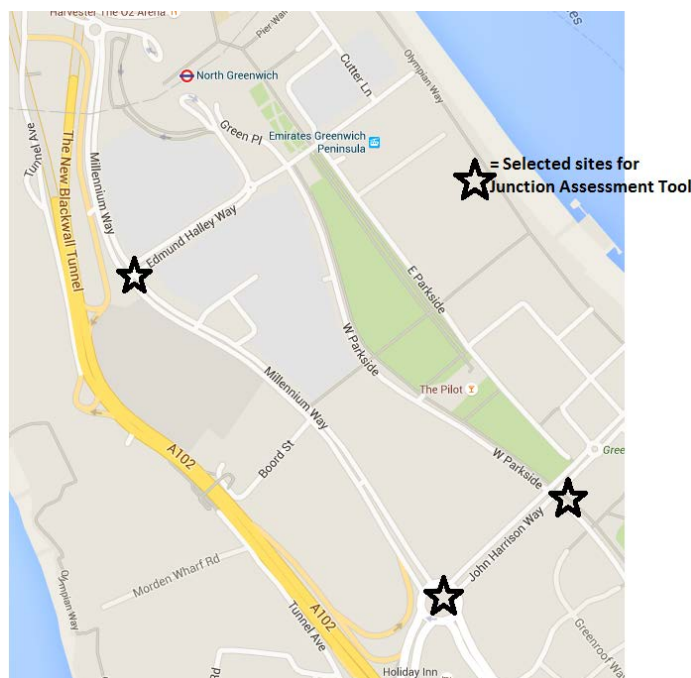 Harvester The O2 Arena
Pier Wal
Cutter Ln
Olympian Way
North Greenwich
Tunnel Ave
The New Blackwall Tunnel
Millennium Way
Green Pl
Emirates Greenwich
Peninsula
= Selected sites for
Junction Assessment Tool
Edmund Halley Way
E Parkside
W Parkside
Millennium Way
The Pilot
A102
Boord St
W Parkside
Gree
John Harrison Way
Morden Wharf Rd
Olympian Way
A102
Tunnel Ave
Greenroof Way
Holiday Inn